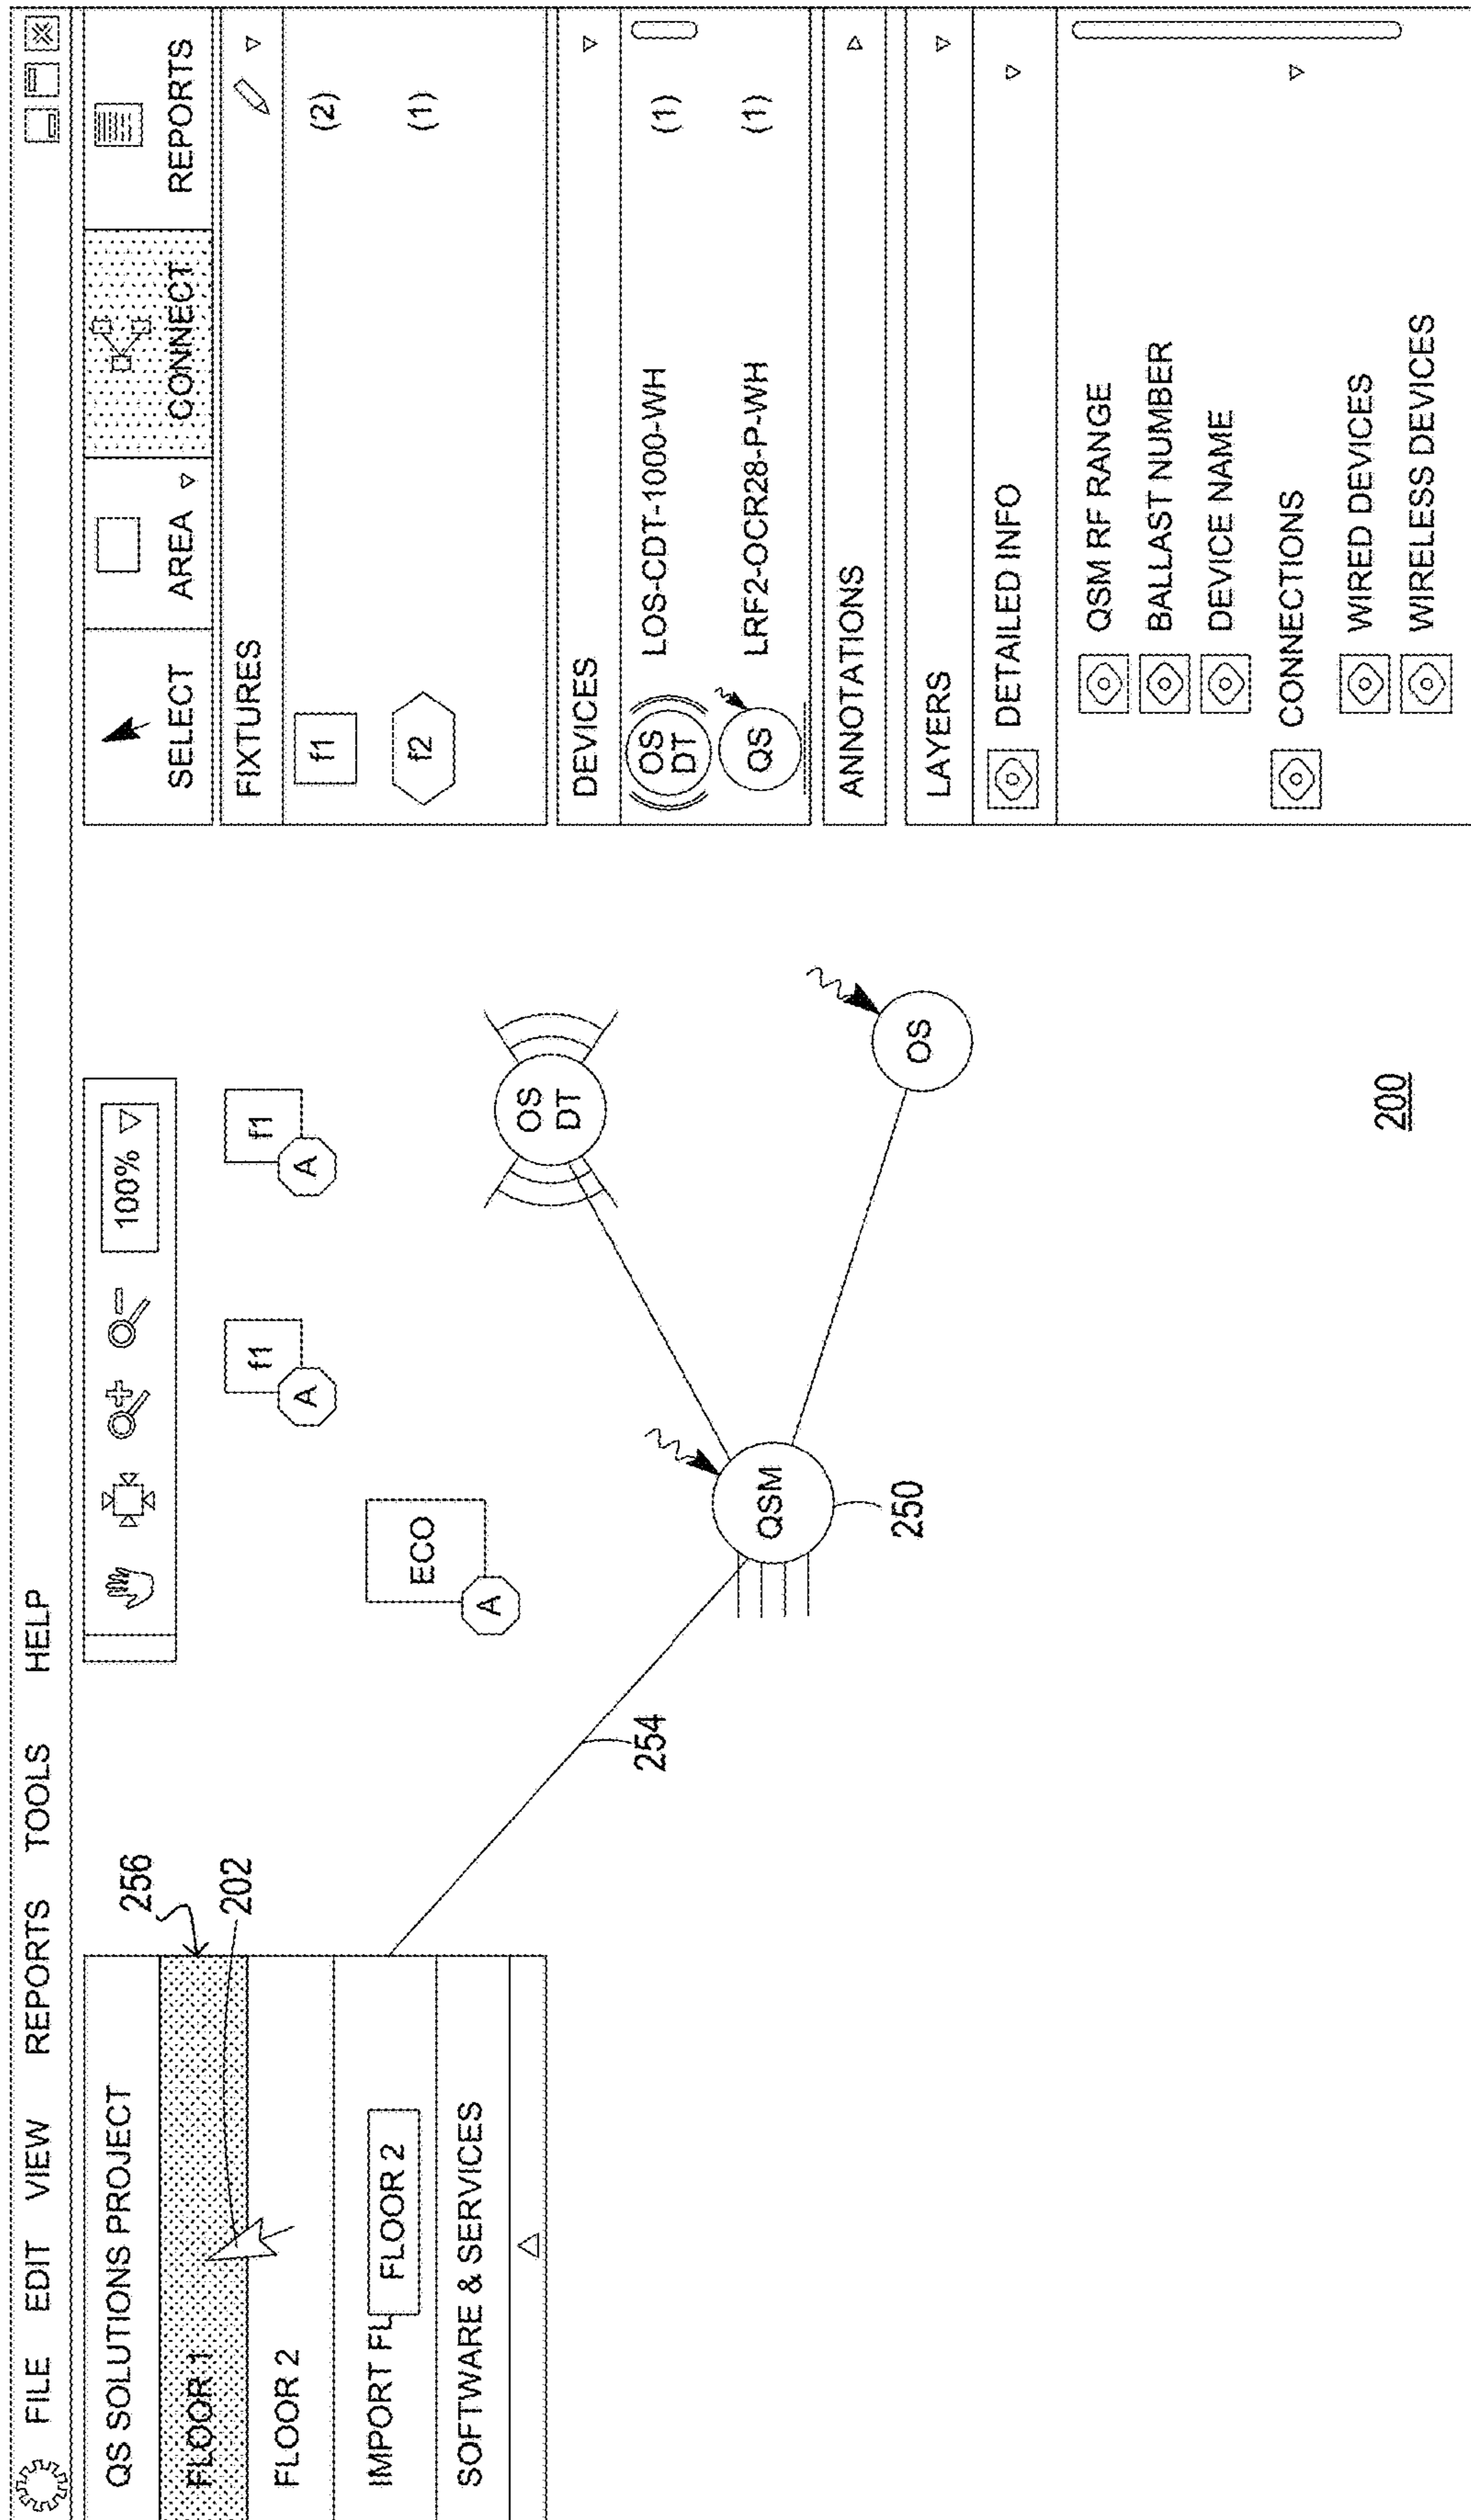 FILE EDIT VIEW REPORTS TOOLS HELP
QS SOLUTIONS PROJECT
FLOOR 1
FLOOR 2
IMPORT FL
FLOOR 2
SOFTWARE & SERVICES
256
202
100%
f1
A
f1
A
ECO
A
254
QSM
250
OS
DT
OS
200
SELECT
AREA
CONNECT
REPORTS
FIXTURES
f1 (2)
f2 (1)
DEVICES
OS
DT
LOS-CDT-1000-WH (1)
QS LRF2-OCR28-P-WH (1)
ANNOTATIONS
LAYERS
DETAILED INFO
QSM RF RANGE
BALLAST NUMBER
DEVICE NAME
CONNECTIONS
WIRED DEVICES
WIRELESS DEVICES